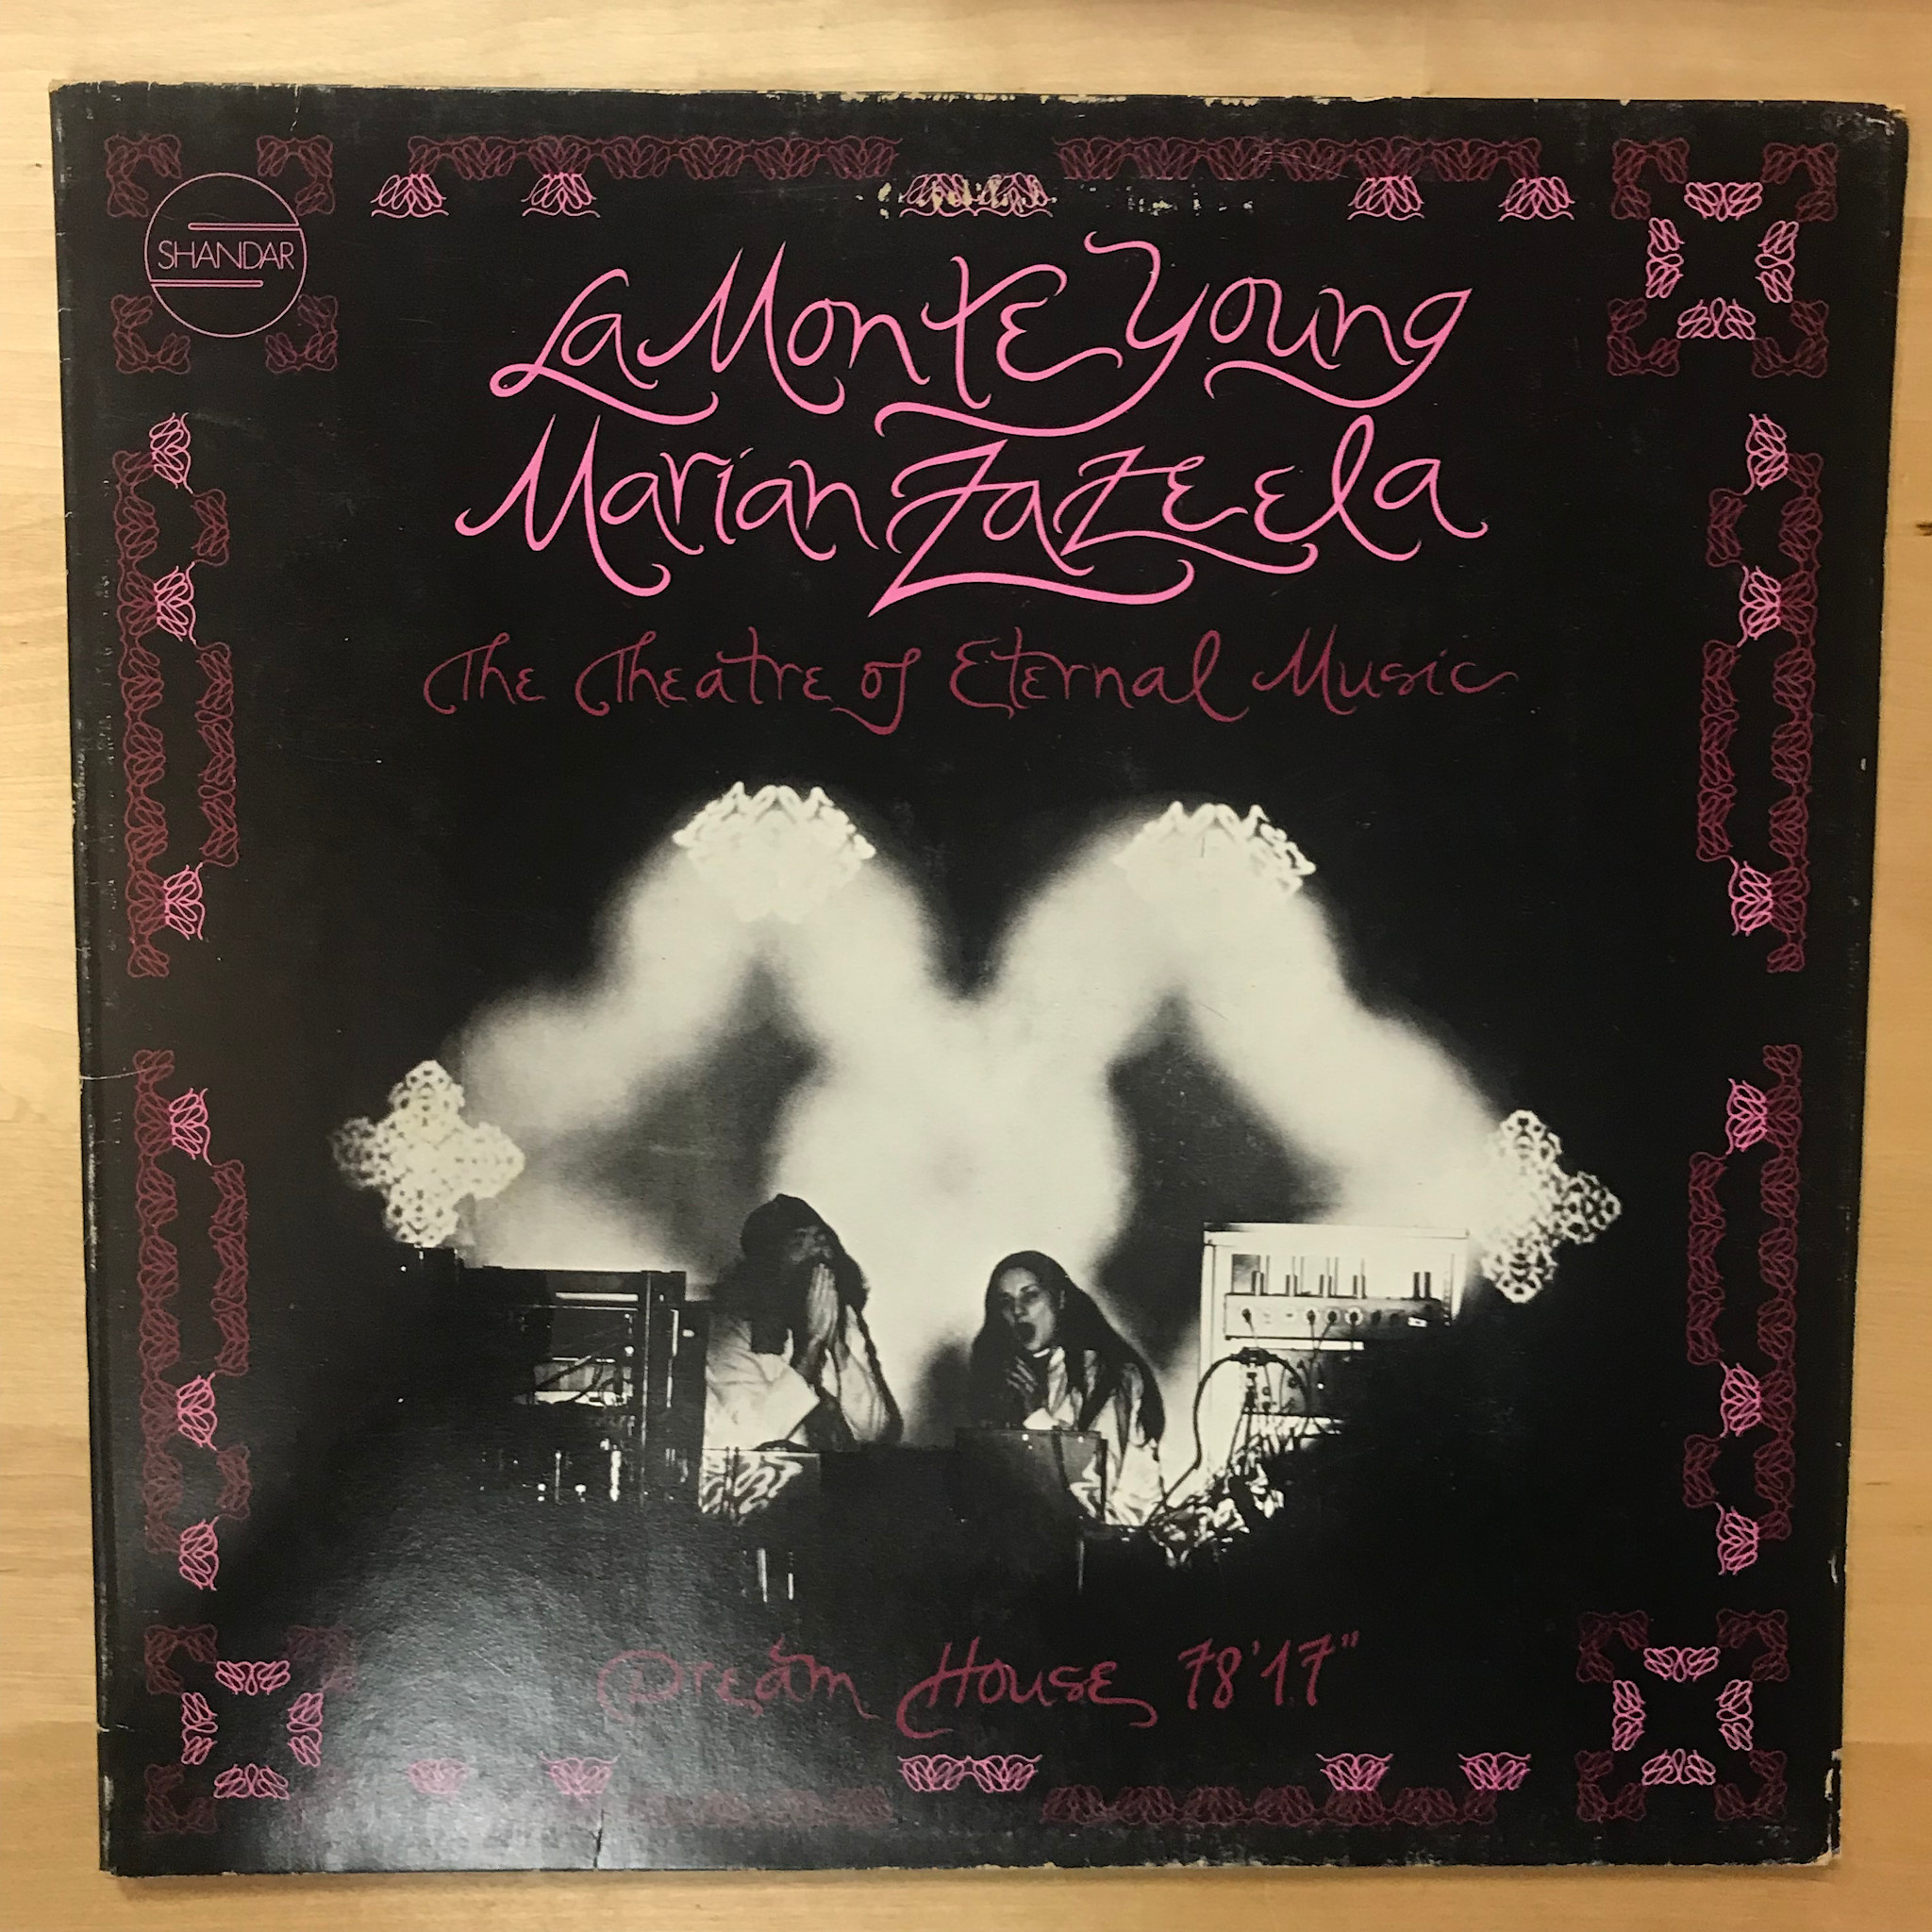 SHANDAR
La Monte Young
Marian Zazeela
The Theatre of Eternal Music
Dream House 78'17"